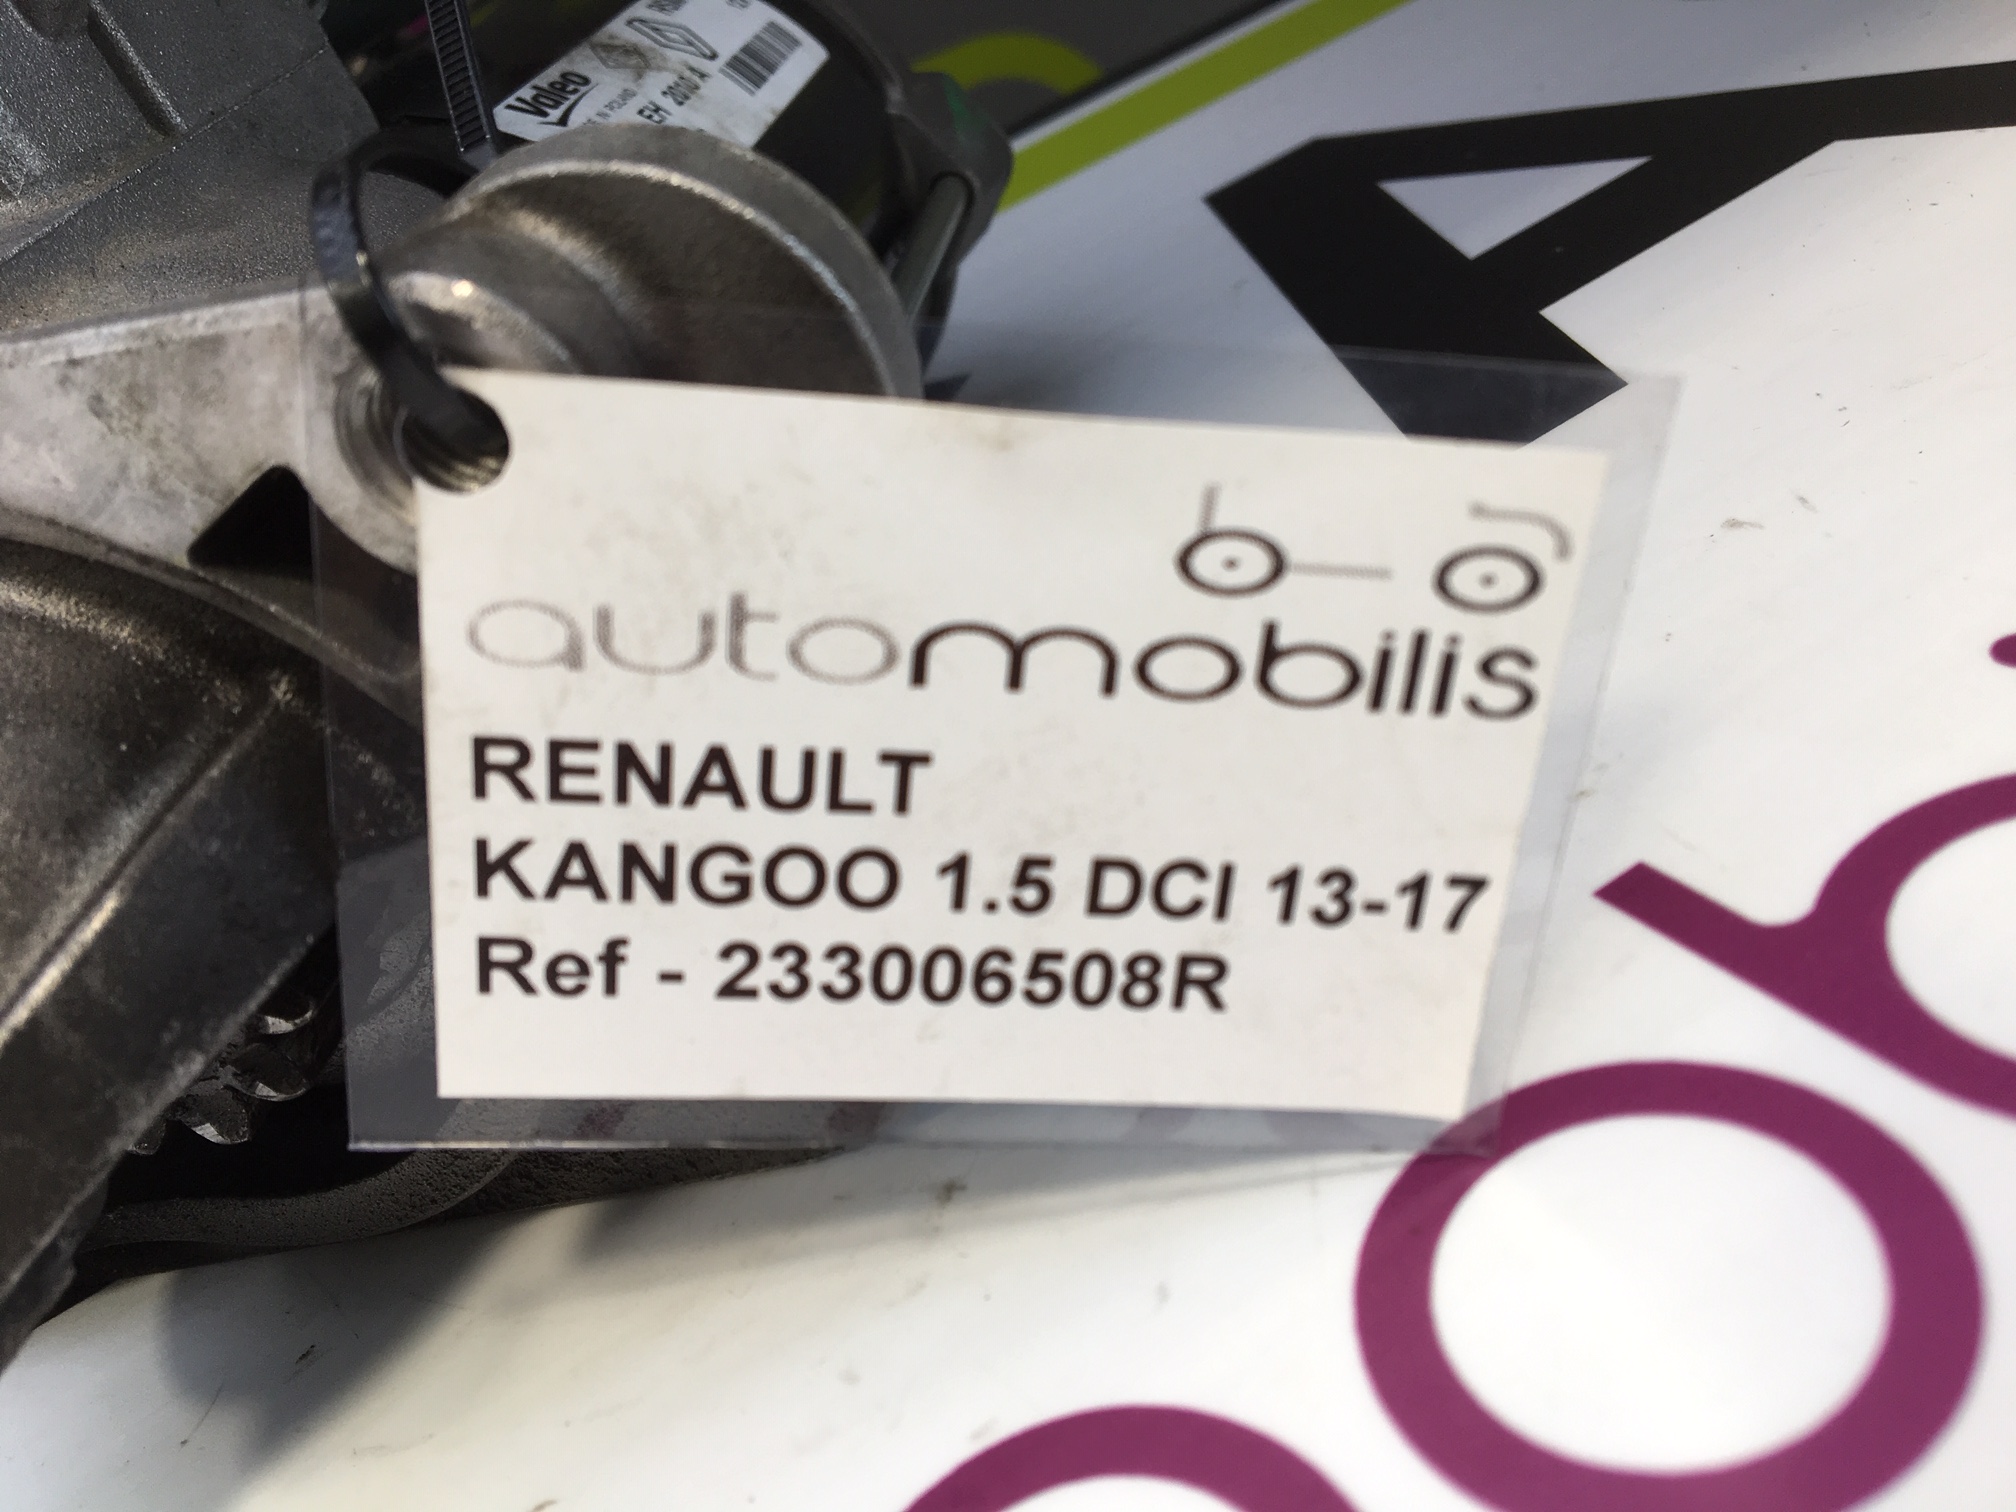 Valeo
automobilis
RENAULT
KANGOO 1.5 DCI 13-17
Ref - 233006508R